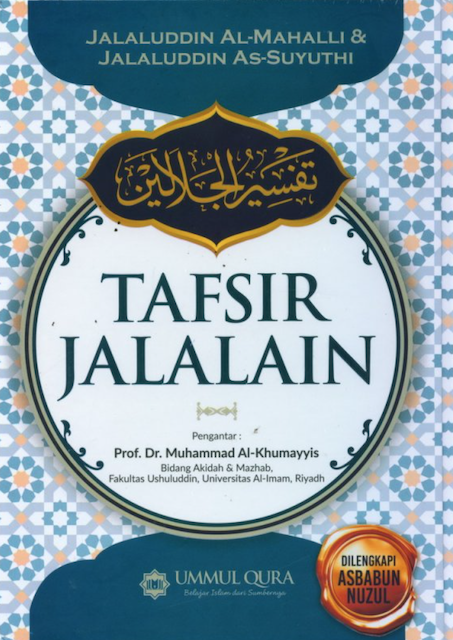 JALALUDDIN AL-MAHALLI &
JALALUDDIN AS-SUYUTHI
تفسير الجلالين
TAFSIR
JALALAIN
Pengantar :
Prof. Dr. Muhammad Al-Khumayyis
Bidang Akidah & Mazhab,
Fakultas Ushuluddin, Universitas Al-Imam, Riyadh
DILENGKAPI
ASBABUN
NUZUL
UMMUL QURA
Belajar Islam dari Sumbernya